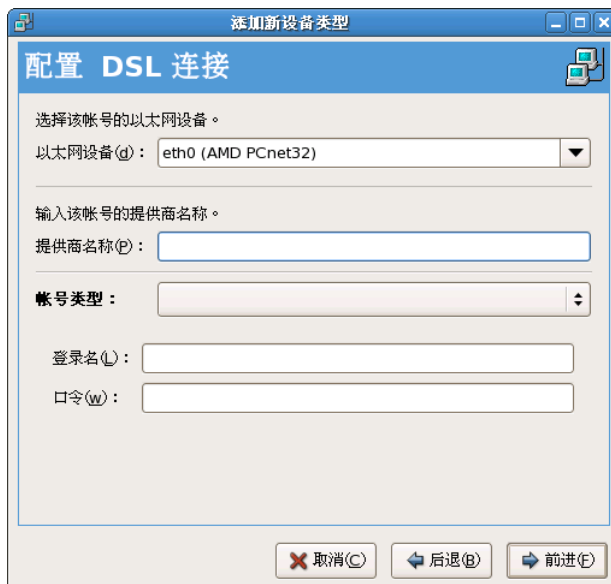 添加新设备类型
配置 DSL 连接
选择该帐号的以太网设备。
以太网设备(d)： eth0 (AMD PCnet32)
输入该帐号的提供商名称。
提供商名称(P)：
帐号类型：
登录名(L)：
口令(w)：
取消(C) 后退(B) 前进(F)